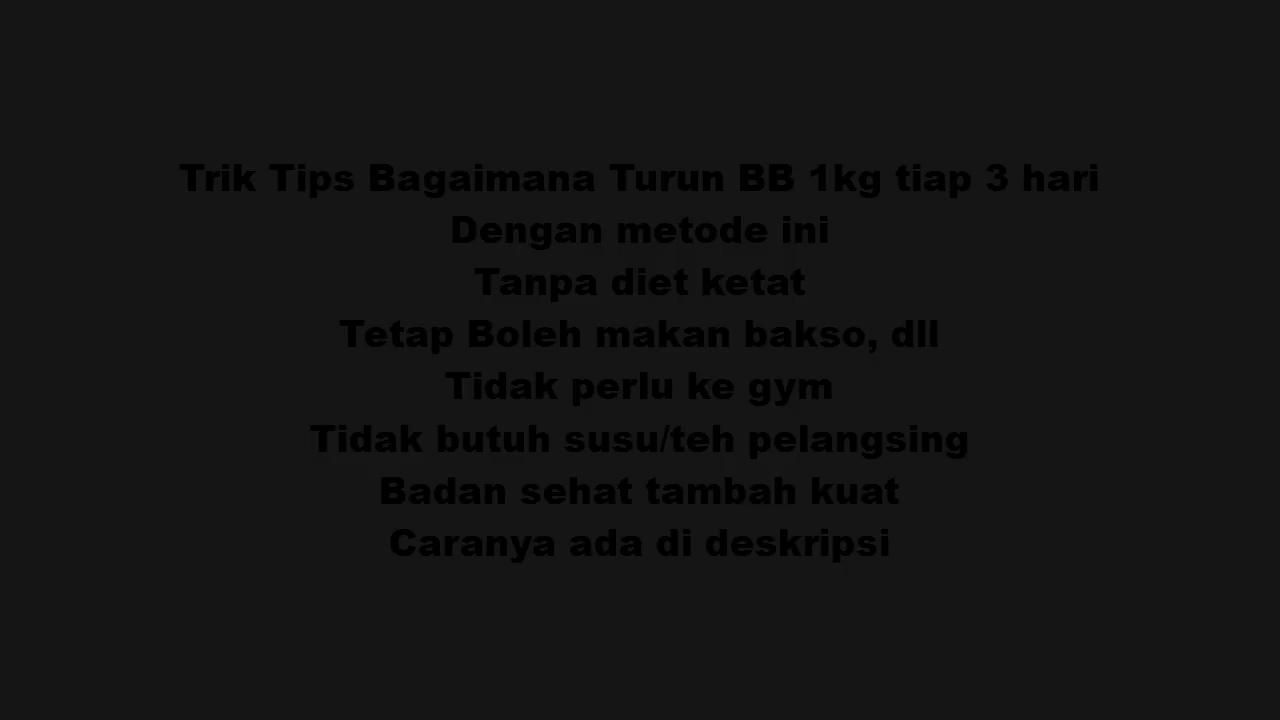 Trik Tips Bagaimana Turun BB 1kg tiap 3 hari
Dengan metode ini
Tanpa diet ketat
Tetap Boleh makan bakso, dll
Tidak perlu ke gym
Tidak butuh susu/teh pelangsing
Badan sehat tambah kuat
Caranya ada di deskripsi